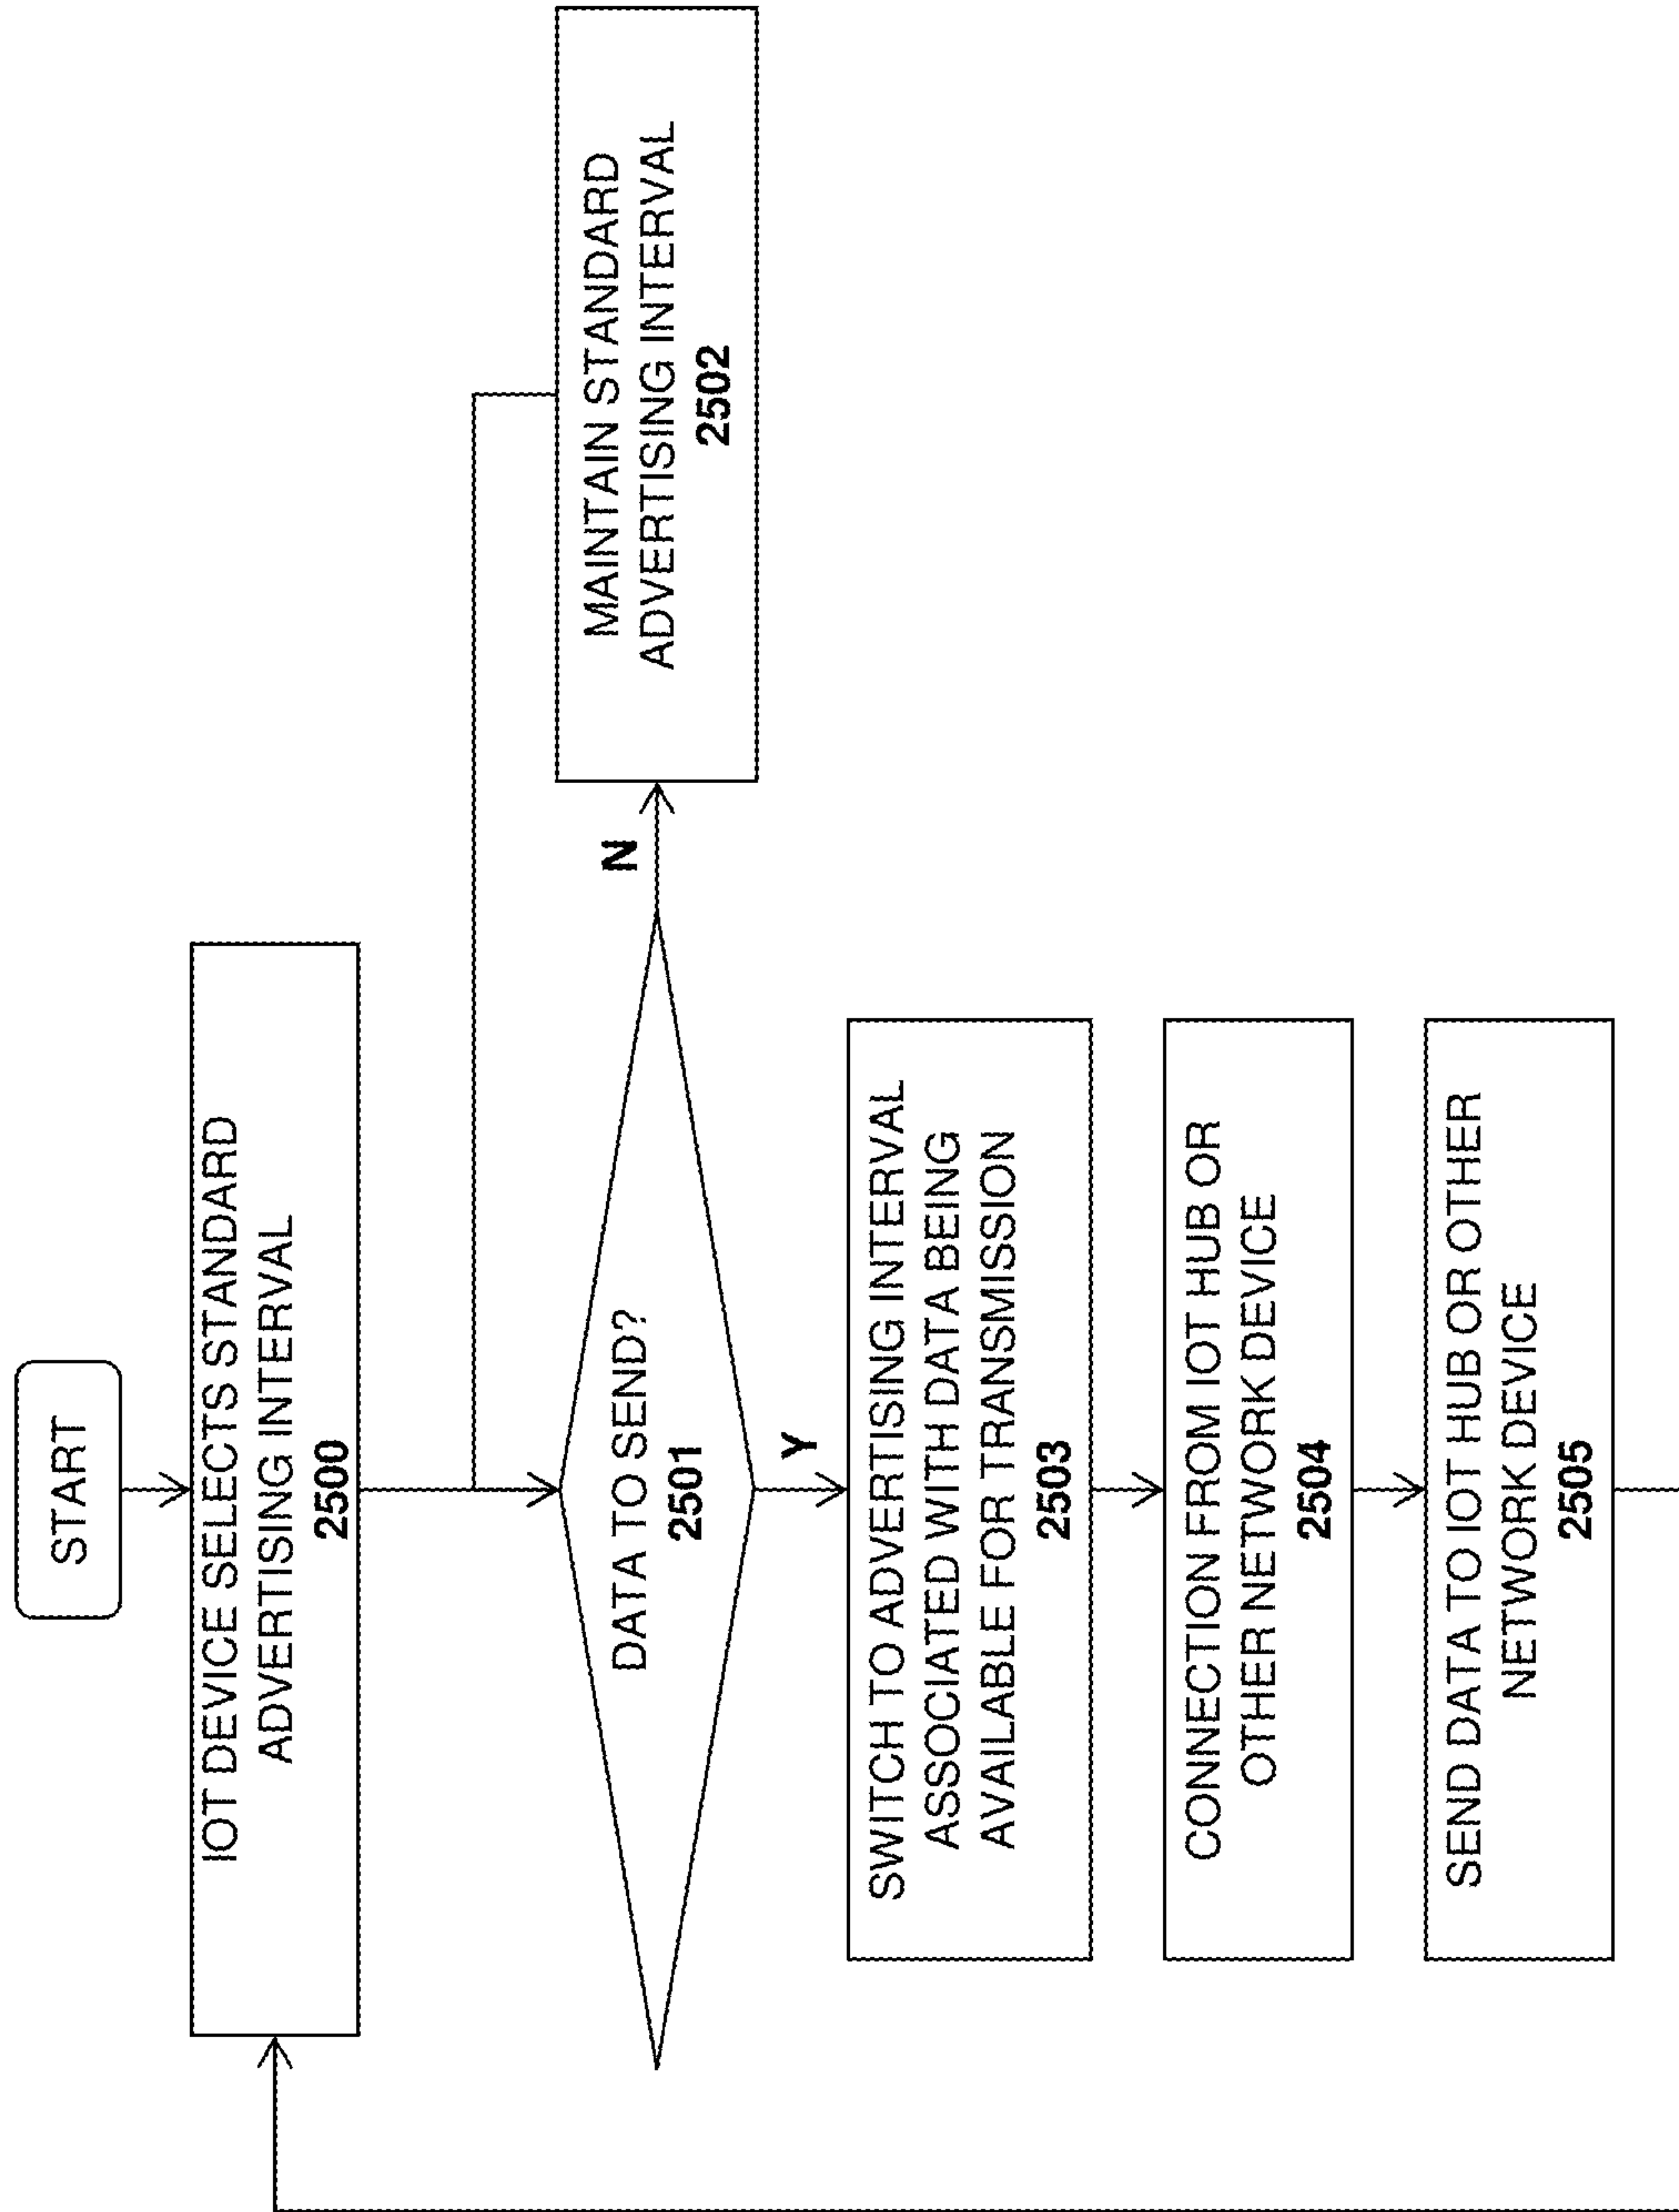 START
IOT DEVICE SELECTS STANDARD
ADVERTISING INTERVAL
2500
DATA TO SEND?
2501
N
MAINTAIN STANDARD
ADVERTISING INTERVAL
2502
Y
SWITCH TO ADVERTISING INTERVAL
ASSOCIATED WITH DATA BEING
AVAILABLE FOR TRANSMISSION
2503
CONNECTION FROM IOT HUB OR
OTHER NETWORK DEVICE
2504
SEND DATA TO IOT HUB OR OTHER
NETWORK DEVICE
2505